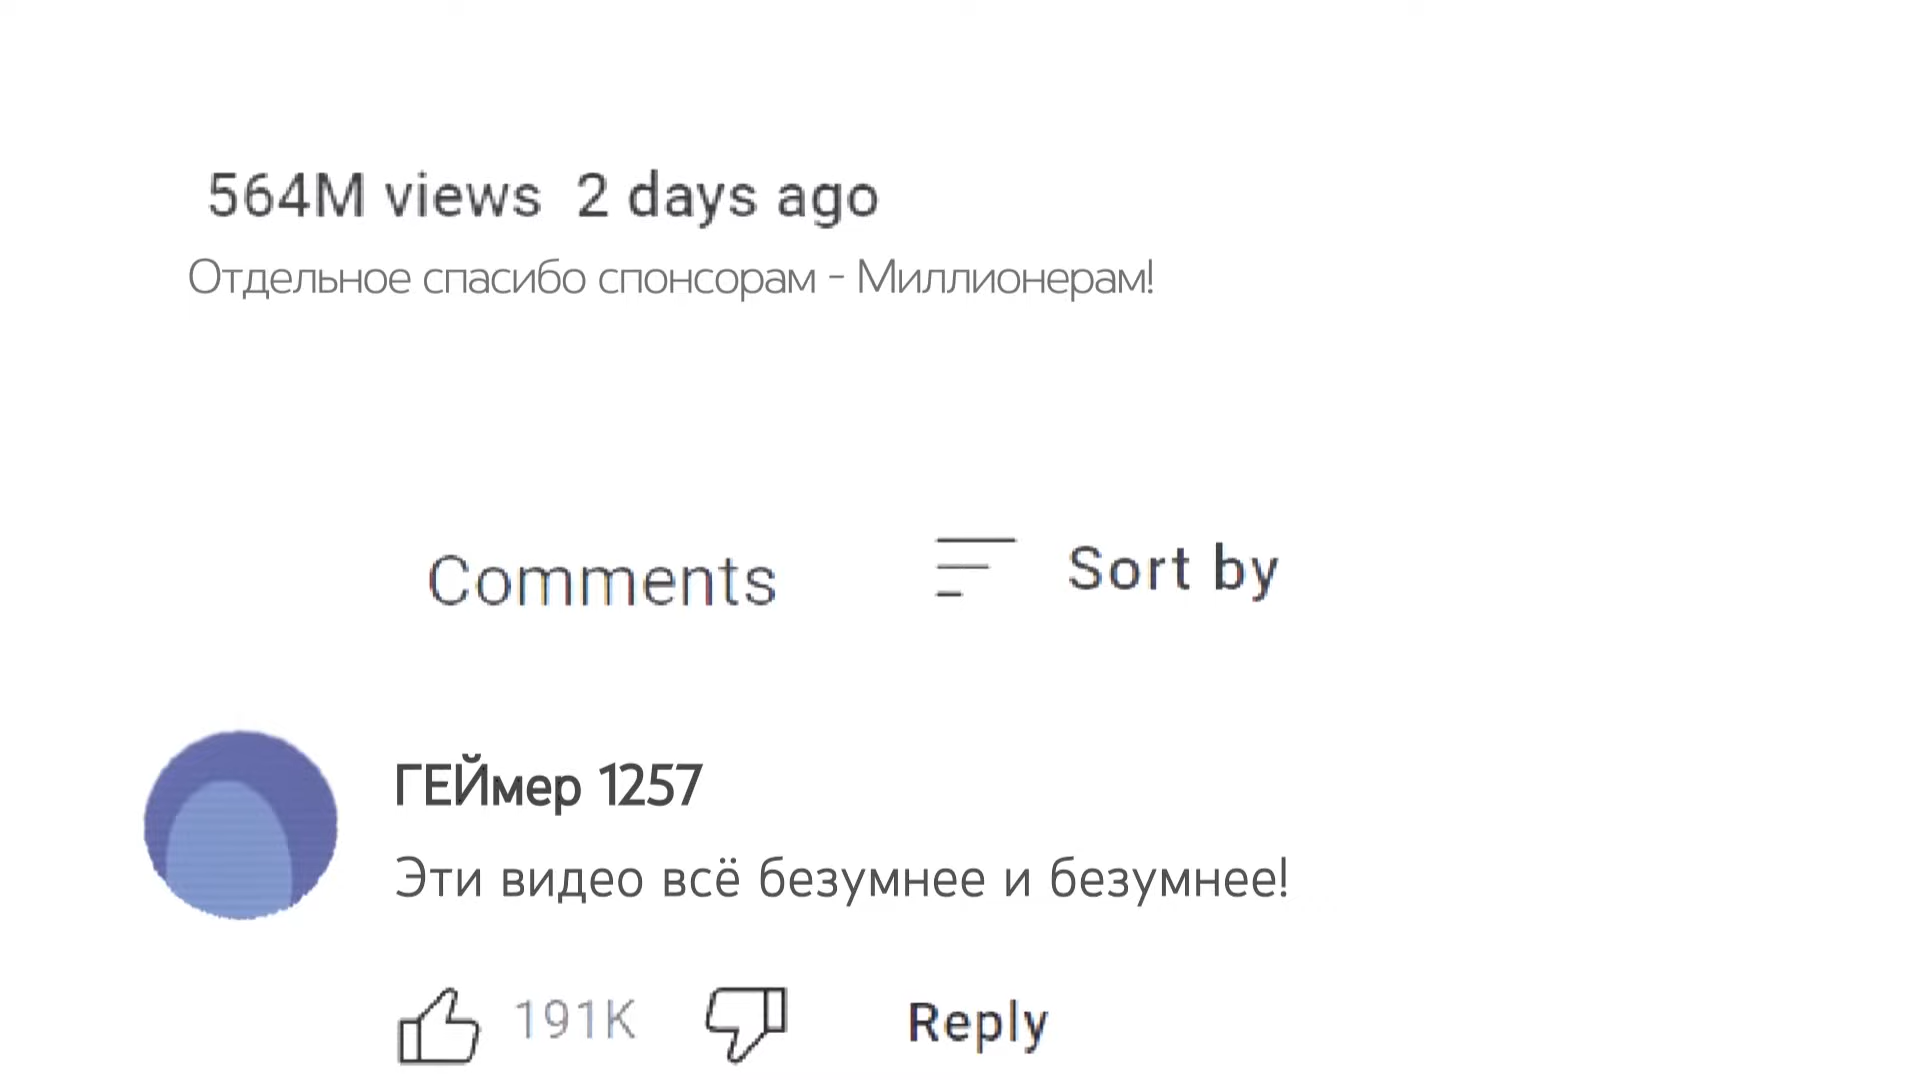 564M views 2 days ago
Отдельное спасибо спонсорам - Миллионерам!
Comments Sort by
ГЕЙмер 1257
Эти видео всё безумнее и безумнее!
191K Reply